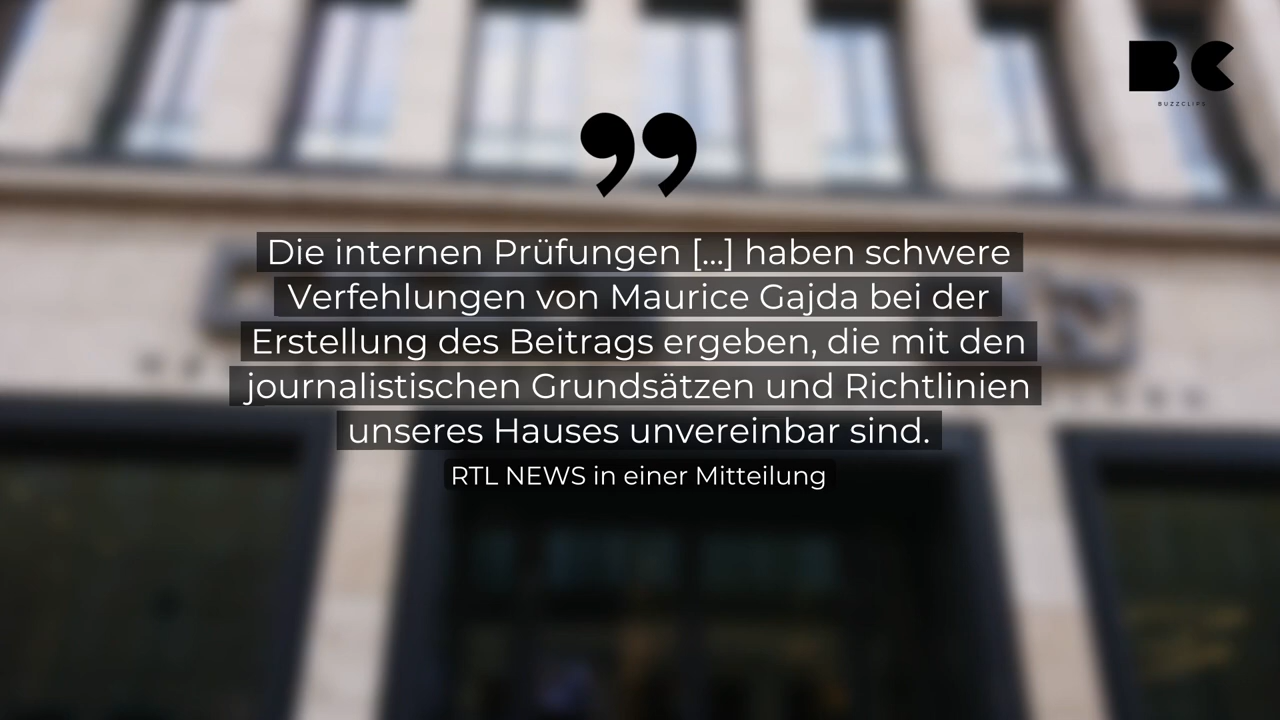 BC
BUZZCLIPS
”
Die internen Prüfungen [...] haben schwere
Verfehlungen von Maurice Gajda bei der
Erstellung des Beitrags ergeben, die mit den
journalistischen Grundsätzen und Richtlinien
unseres Hauses unvereinbar sind.
RTL NEWS in einer Mitteilung